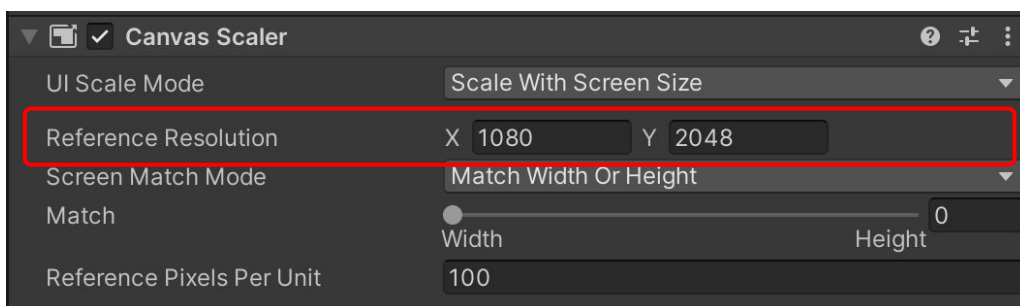 Canvas Scaler
UI Scale Mode Scale With Screen Size
Reference Resolution X 1080 Y 2048
Screen Match Mode Match Width Or Height
Match 0
Width Height
Reference Pixels Per Unit 100